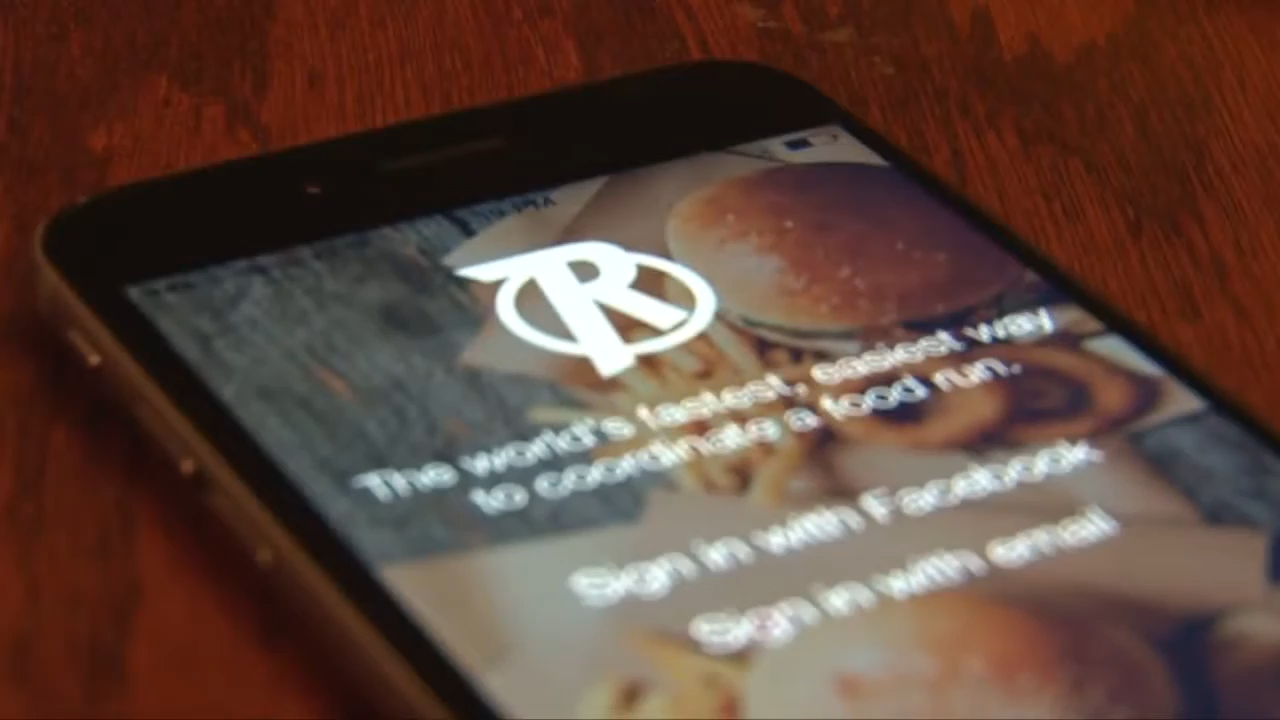 R
The world's fastest, easiest way
to coordinate a food run.
Sign in with Facebook
Sign in with email